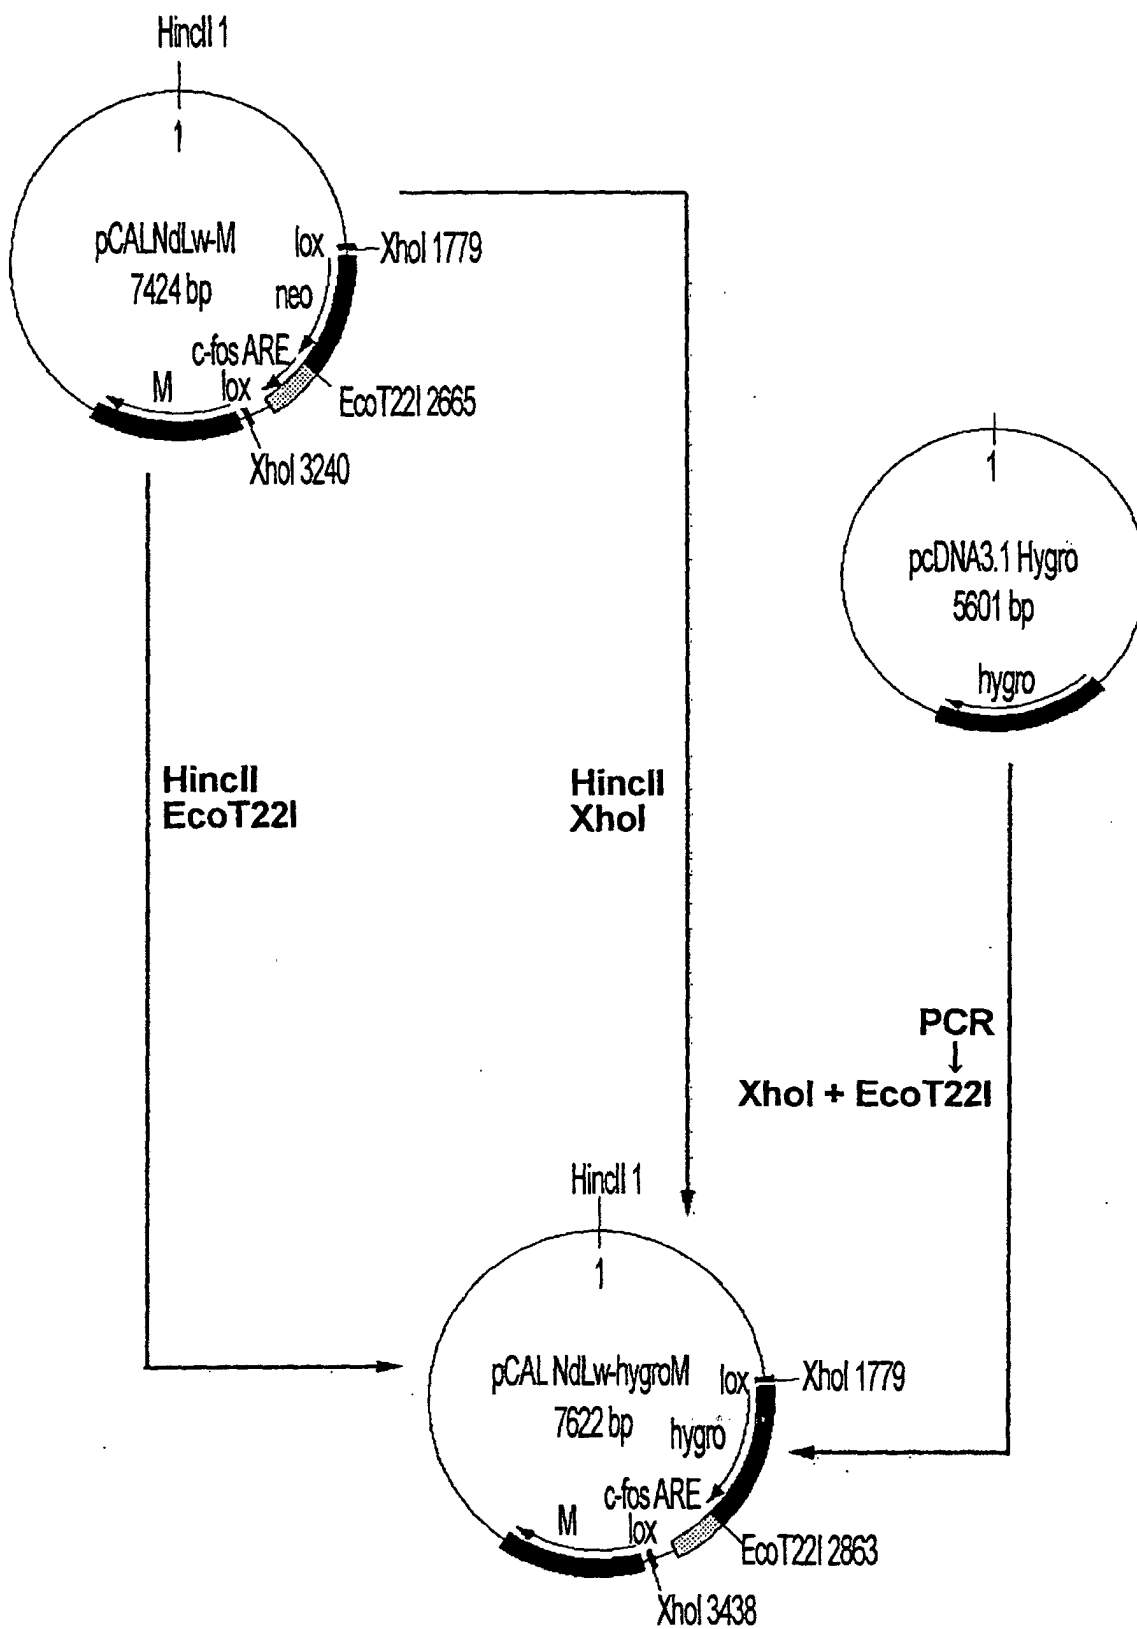 HincII 1
1
pCALNdLw-M
7424 bp
lox
XhoI 1779
neo
c-fos ARE
M
lox
EcoT22I 2665
XhoI 3240
1
pcDNA3.1 Hygro
5601 bp
hygro
HincII
EcoT22I
HincII
XhoI
PCR
↓
XhoI + EcoT22I
HincII 1
1
pCAL NdLw-hygroM
7622 bp
lox
XhoI 1779
hygro
c-fos ARE
M
lox
EcoT22I 2863
XhoI 3438